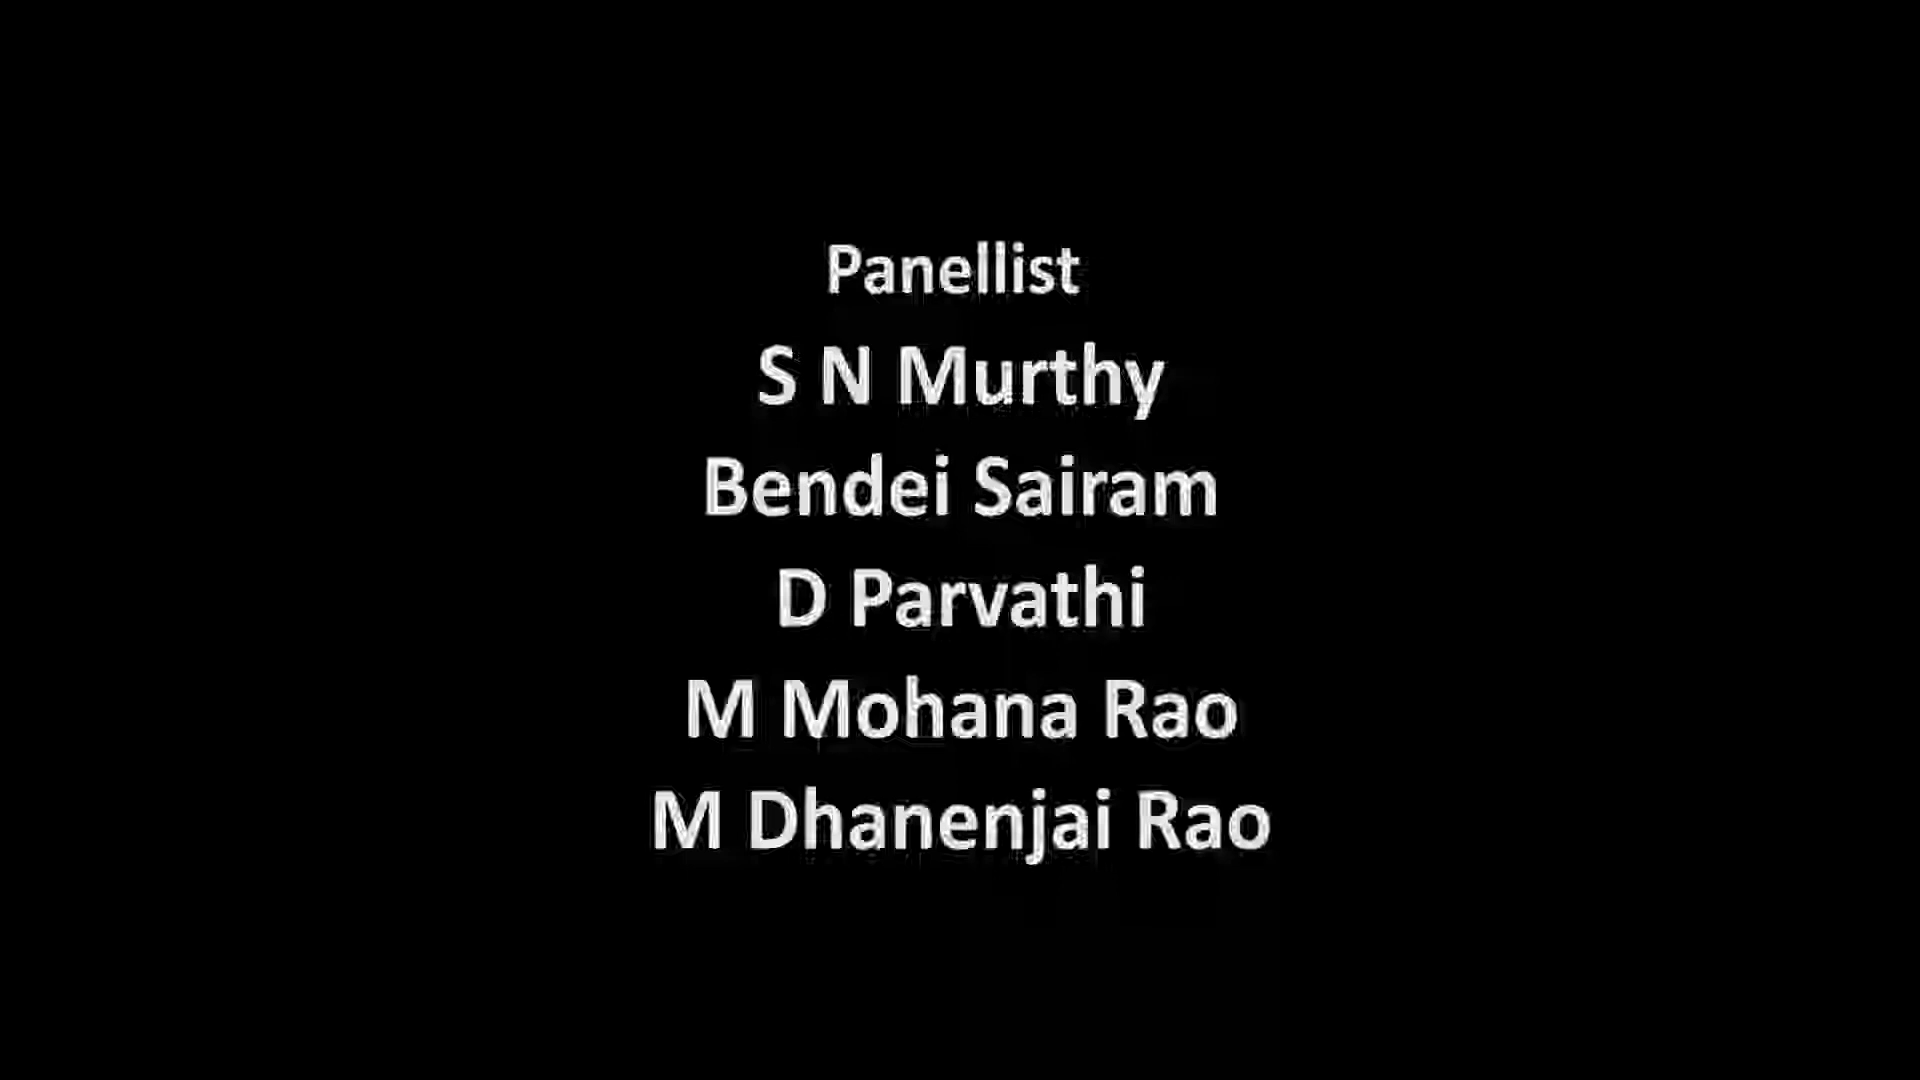 Panellist
S N Murthy
Bendei Sairam
D Parvathi
M Mohana Rao
M Dhanenjai Rao